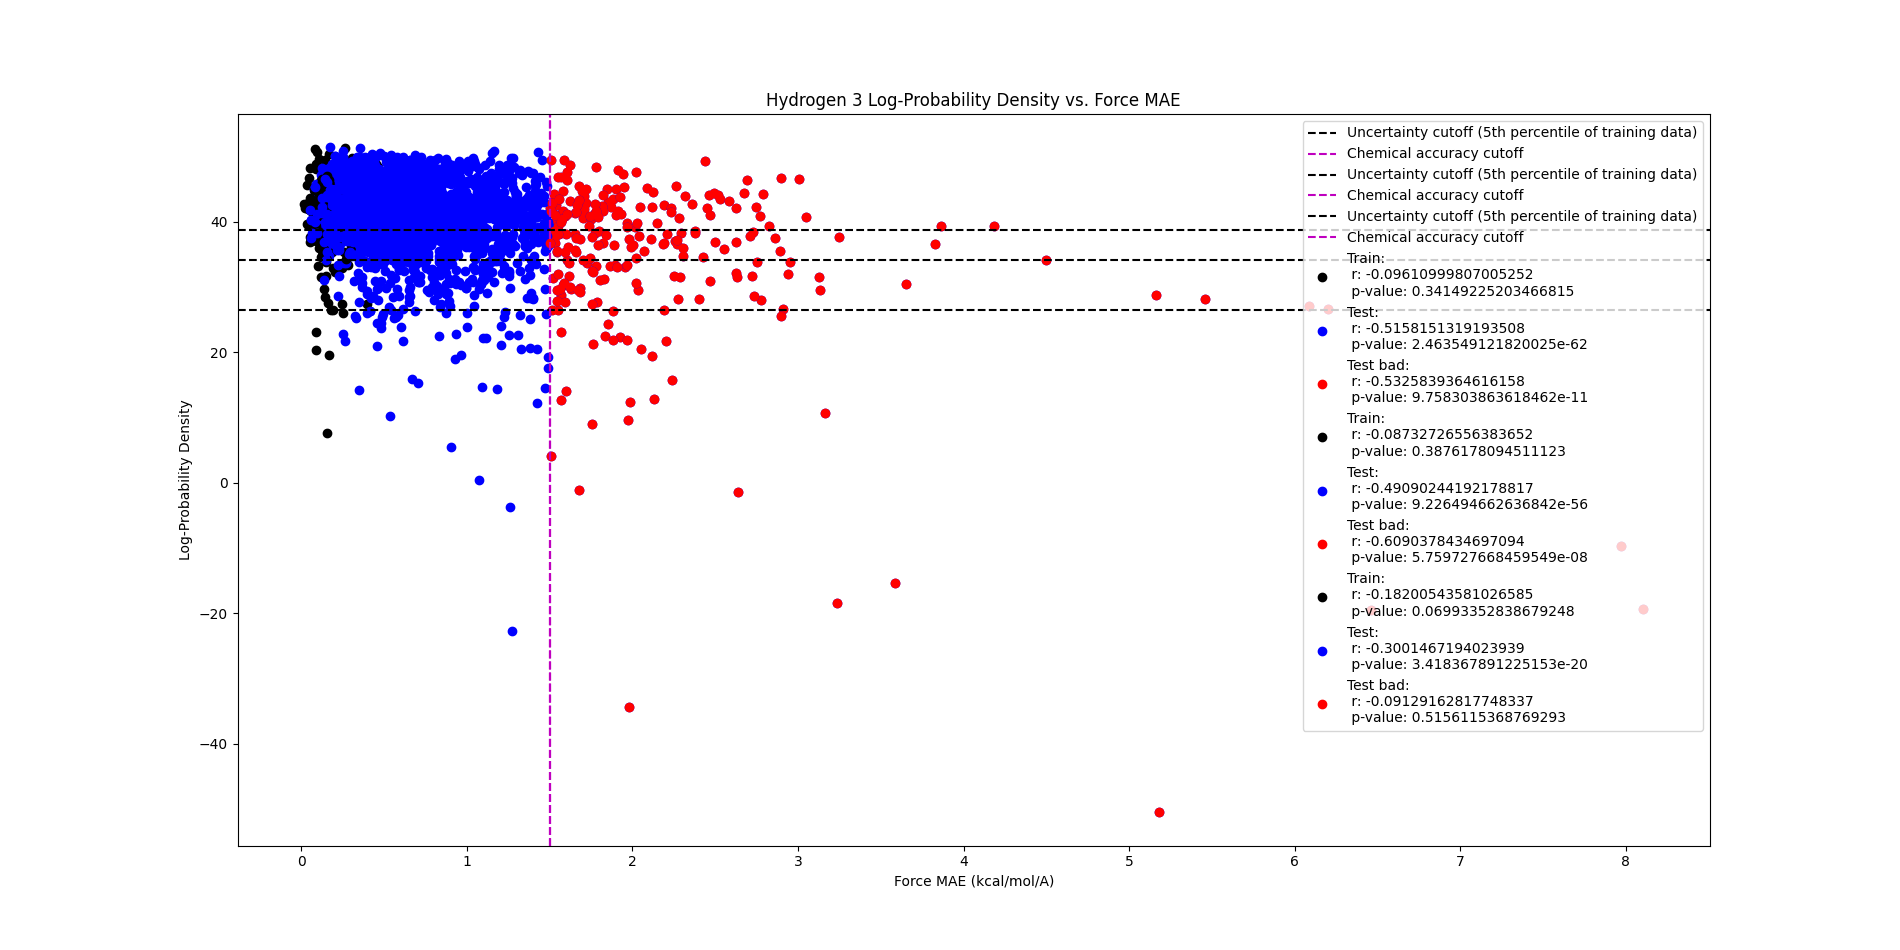 Hydrogen 3 Log-Probability Density vs. Force MAE
Log-Probability Density
40
20
0
−20
−40
0 1 2 3 4 5 6 7 8
Force MAE (kcal/mol/A)
Uncertainty cutoff (5th percentile of training data)
Chemical accuracy cutoff
Uncertainty cutoff (5th percentile of training data)
Chemical accuracy cutoff
Uncertainty cutoff (5th percentile of training data)
Chemical accuracy cutoff
Train:
r: -0.09610999807005252
p-value: 0.34149225203466815
Test:
r: -0.5158151319193508
p-value: 2.463549121820025e-62
Test bad:
r: -0.5325839364616158
p-value: 9.758303863618462e-11
Train:
r: -0.08732726556383652
p-value: 0.3876178094511123
Test:
r: -0.49090244192178817
p-value: 9.226494662636842e-56
Test bad:
r: -0.6090378434697094
p-value: 5.759727668459549e-08
Train:
r: -0.18200543581026585
p-value: 0.06993352838679248
Test:
r: -0.3001467194023939
p-value: 3.418367891225153e-20
Test bad:
r: -0.09129162817748337
p-value: 0.5156115368769293